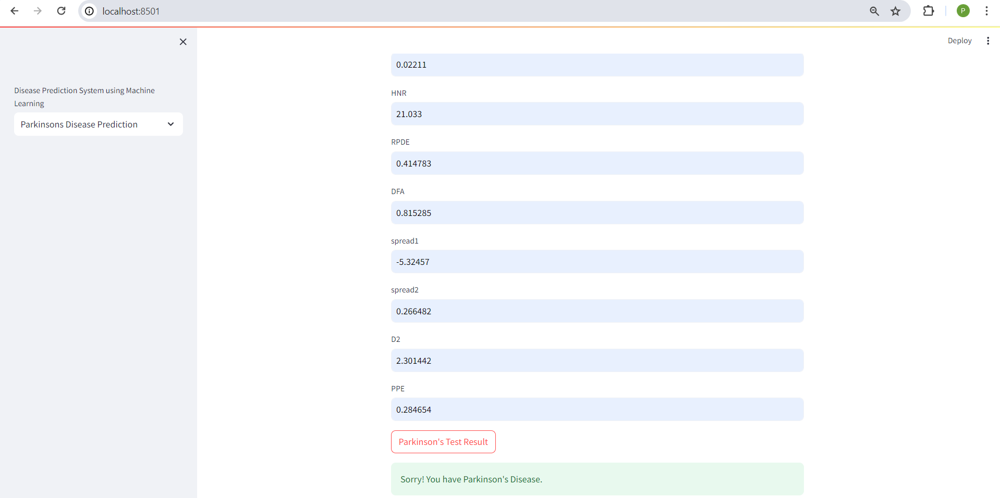 localhost:8501
P
Deploy
Disease Prediction System using Machine
Learning
Parkinsons Disease Prediction
0.02211
HNR
21.033
RPDE
0.414783
DFA
0.815285
spread1
-5.32457
spread2
0.266482
D2
2.301442
PPE
0.284654
Parkinson's Test Result
Sorry! You have Parkinson's Disease.